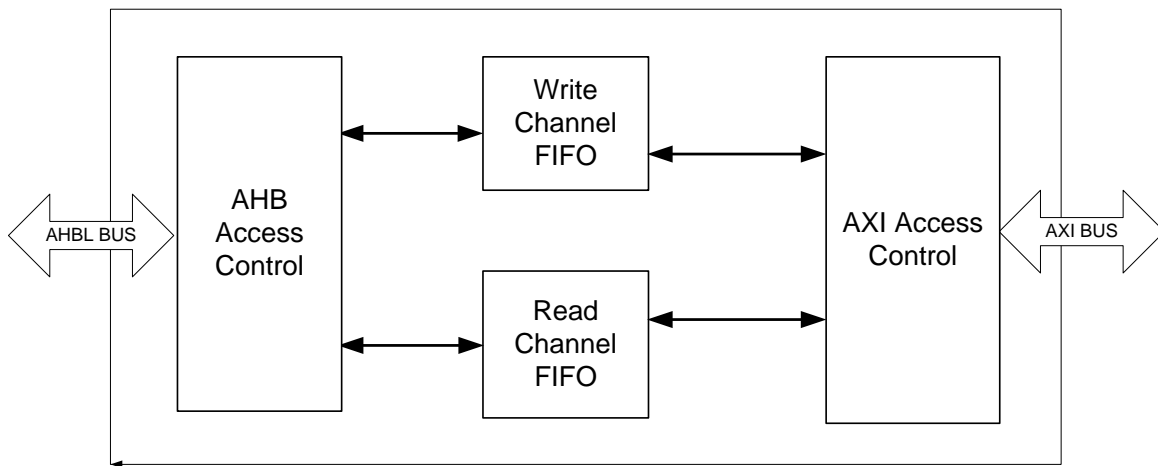 Write
Channel
FIFO
AHB
Access
Control
AHBL BUS
AXI Access
Control
AXI BUS
Read
Channel
FIFO